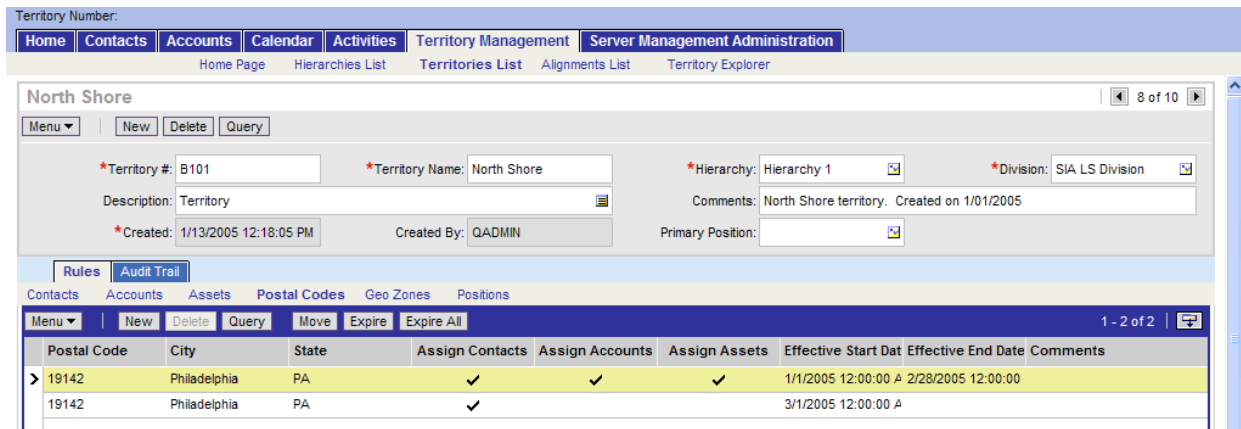 Territory Number:
Home Contacts Accounts Calendar Activities Territory Management Server Management Administration
Home Page Hierarchies List Territories List Alignments List Territory Explorer
North Shore 8 of 10
Menu New Delete Query
*Territory #: B101 *Territory Name: North Shore *Hierarchy: Hierarchy 1 *Division: SIA LS Division
Description: Territory Comments: North Shore territory. Created on 1/01/2005
*Created: 1/13/2005 12:18:05 PM Created By: QADMIN Primary Position:
Rules Audit Trail
Contacts Accounts Assets Postal Codes Geo Zones Positions
Menu New Delete Query Move Expire Expire All 1 - 2 of 2
Postal Code City State Assign Contacts Assign Accounts Assign Assets Effective Start Dat Effective End Date Comments
19142 Philadelphia PA 1/1/2005 12:00:00 A 2/28/2005 12:00:00
19142 Philadelphia PA 3/1/2005 12:00:00 A